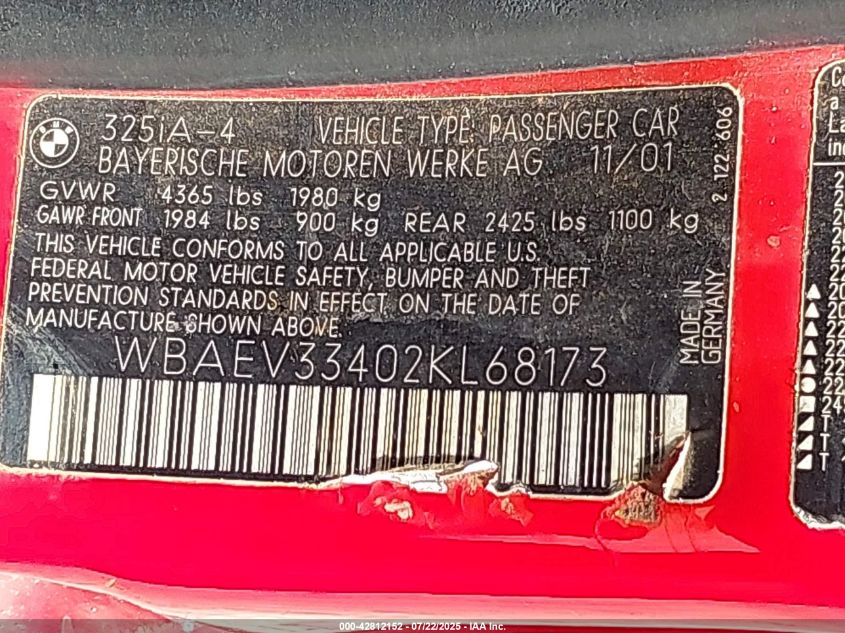 BMW
325iA-4 VEHICLE TYPE: PASSENGER CAR
BAYERISCHE MOTOREN WERKE AG 11/01
GVWR 4365 lbs 1980 kg
GAWR FRONT 1984 lbs 900 kg REAR 2425 lbs 1100 kg
THIS VEHICLE CONFORMS TO ALL APPLICABLE U.S.
FEDERAL MOTOR VEHICLE SAFETY, BUMPER AND THEFT
PREVENTION STANDARDS IN EFFECT ON THE DATE OF
MANUFACTURE SHOWN ABOVE.
WBAEV33402KL68173
MADE IN
GERMANY
2 122 606
000-42812152 - 07/22/2025 - IAA Inc.